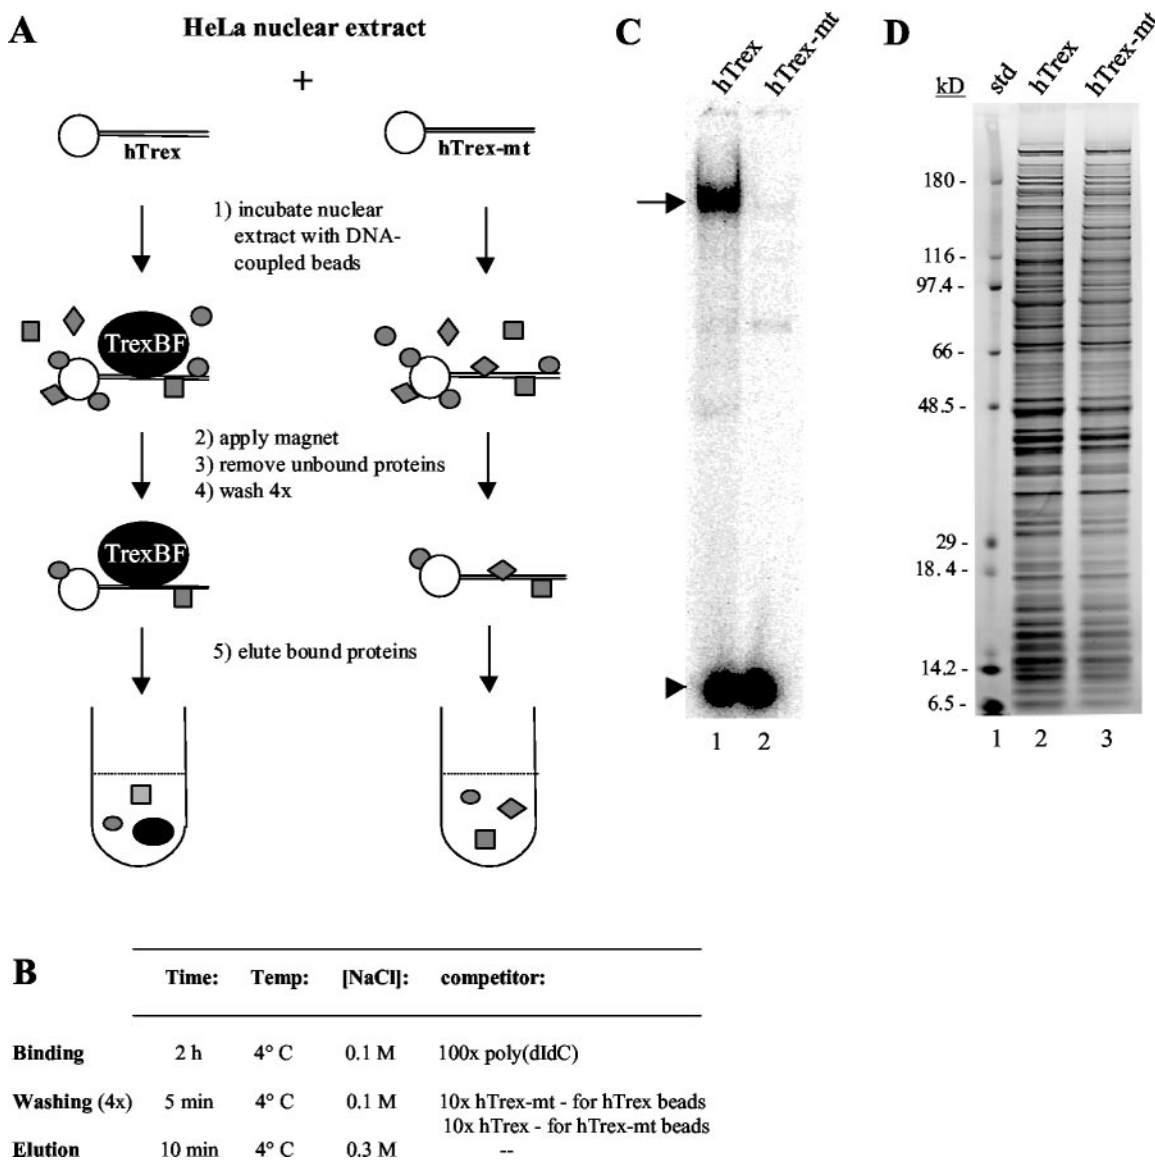 A
HeLa nuclear extract
+
hTrex
hTrex-mt
1) incubate nuclear
extract with DNA-
coupled beads
TrexBF
2) apply magnet
3) remove unbound proteins
4) wash 4x
TrexBF
5) elute bound proteins
B
Time: Temp: [NaCl]: competitor:
Binding 2 h 4° C 0.1 M 100x poly(dIdC)
Washing (4x) 5 min 4° C 0.1 M 10x hTrex-mt - for hTrex beads
10x hTrex - for hTrex-mt beads
Elution 10 min 4° C 0.3 M --
C
hTrex
hTrex-mt
1 2
D
kD
std
hTrex
hTrex-mt
180 -
116 -
97.4 -
66 -
48.5 -
29 -
18.4 -
14.2 -
6.5 -
1 2 3